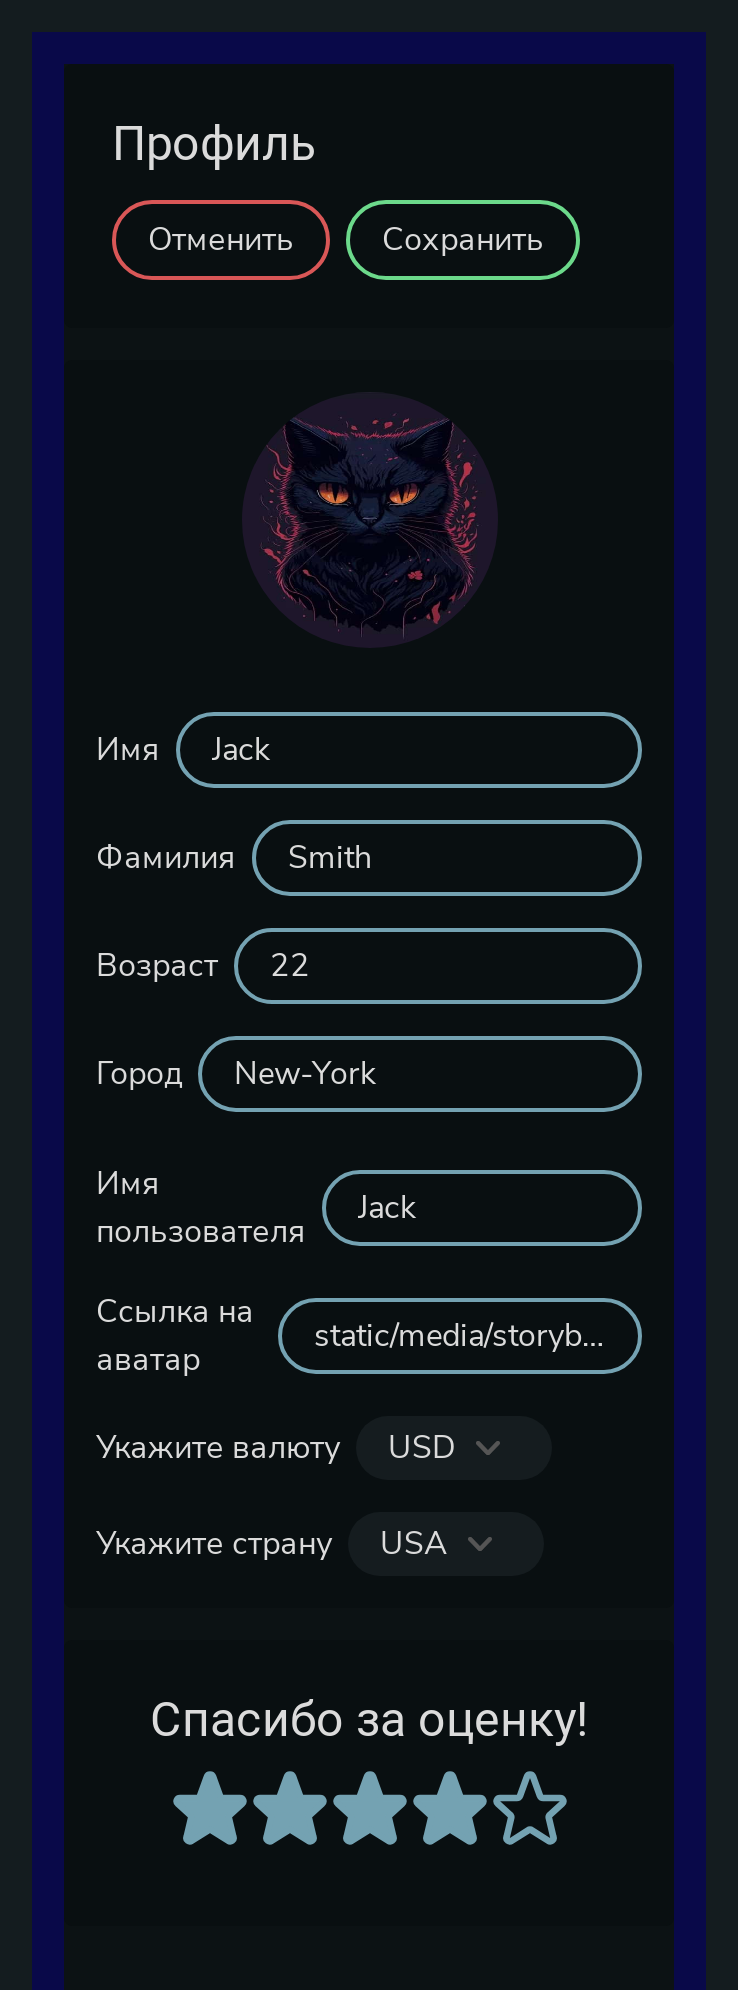 Профиль
Отменить
Сохранить
Имя
Jack
Фамилия
Smith
Возраст
22
Город
New-York
Имя
пользователя
Jack
Ссылка на
аватар
static/media/storyb...
Укажите валюту
USD
Укажите страну
USA
Спасибо за оценку!